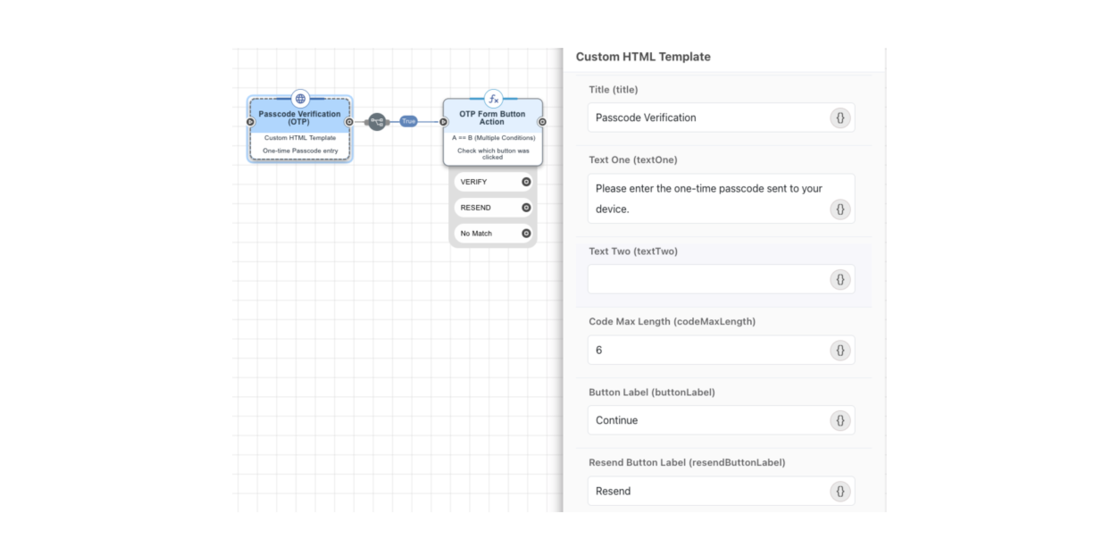 Custom HTML Template
Title (title)
Passcode Verification
{}
Text One (textOne)
Please enter the one-time passcode sent to your
device.
{}
Text Two (textTwo)
{}
Code Max Length (codeMaxLength)
6
{}
Button Label (buttonLabel)
Continue
{}
Resend Button Label (resendButtonLabel)
Resend
{}
Passcode Verification
(OTP)
Custom HTML Template
One-time Passcode entry
True
fx
OTP Form Button
Action
A == B (Multiple Conditions)
Check which button was
clicked
VERIFY
RESEND
No Match